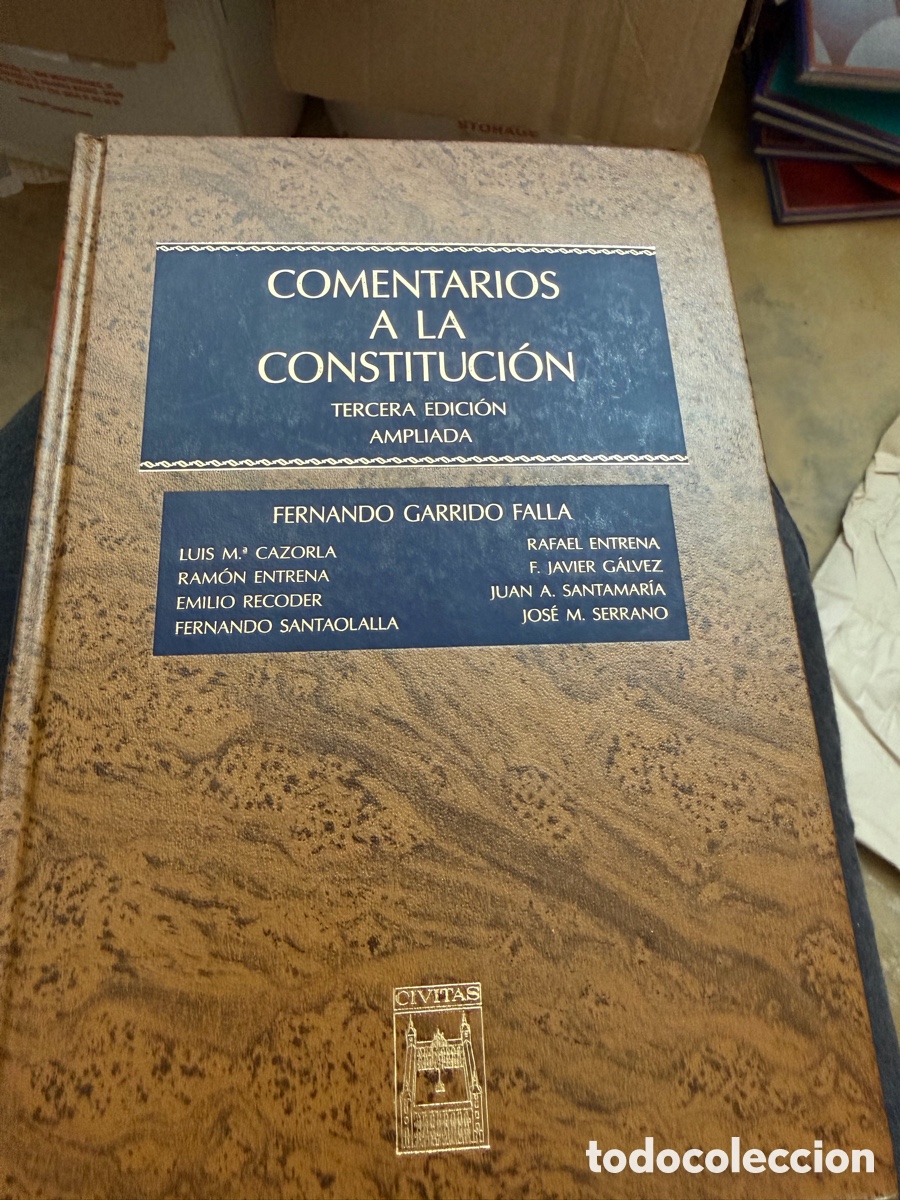 STORAGE
COMENTARIOS
A LA
CONSTITUCIÓN
TERCERA EDICIÓN
AMPLIADA
FERNANDO GARRIDO FALLA
LUIS M.ª CAZORLA
RAMÓN ENTRENA
EMILIO RECODER
FERNANDO SANTAOLALLA
RAFAEL ENTRENA
F. JAVIER GÁLVEZ
JUAN A. SANTAMARÍA
JOSÉ M. SERRANO
CIVITAS
todocoleccion